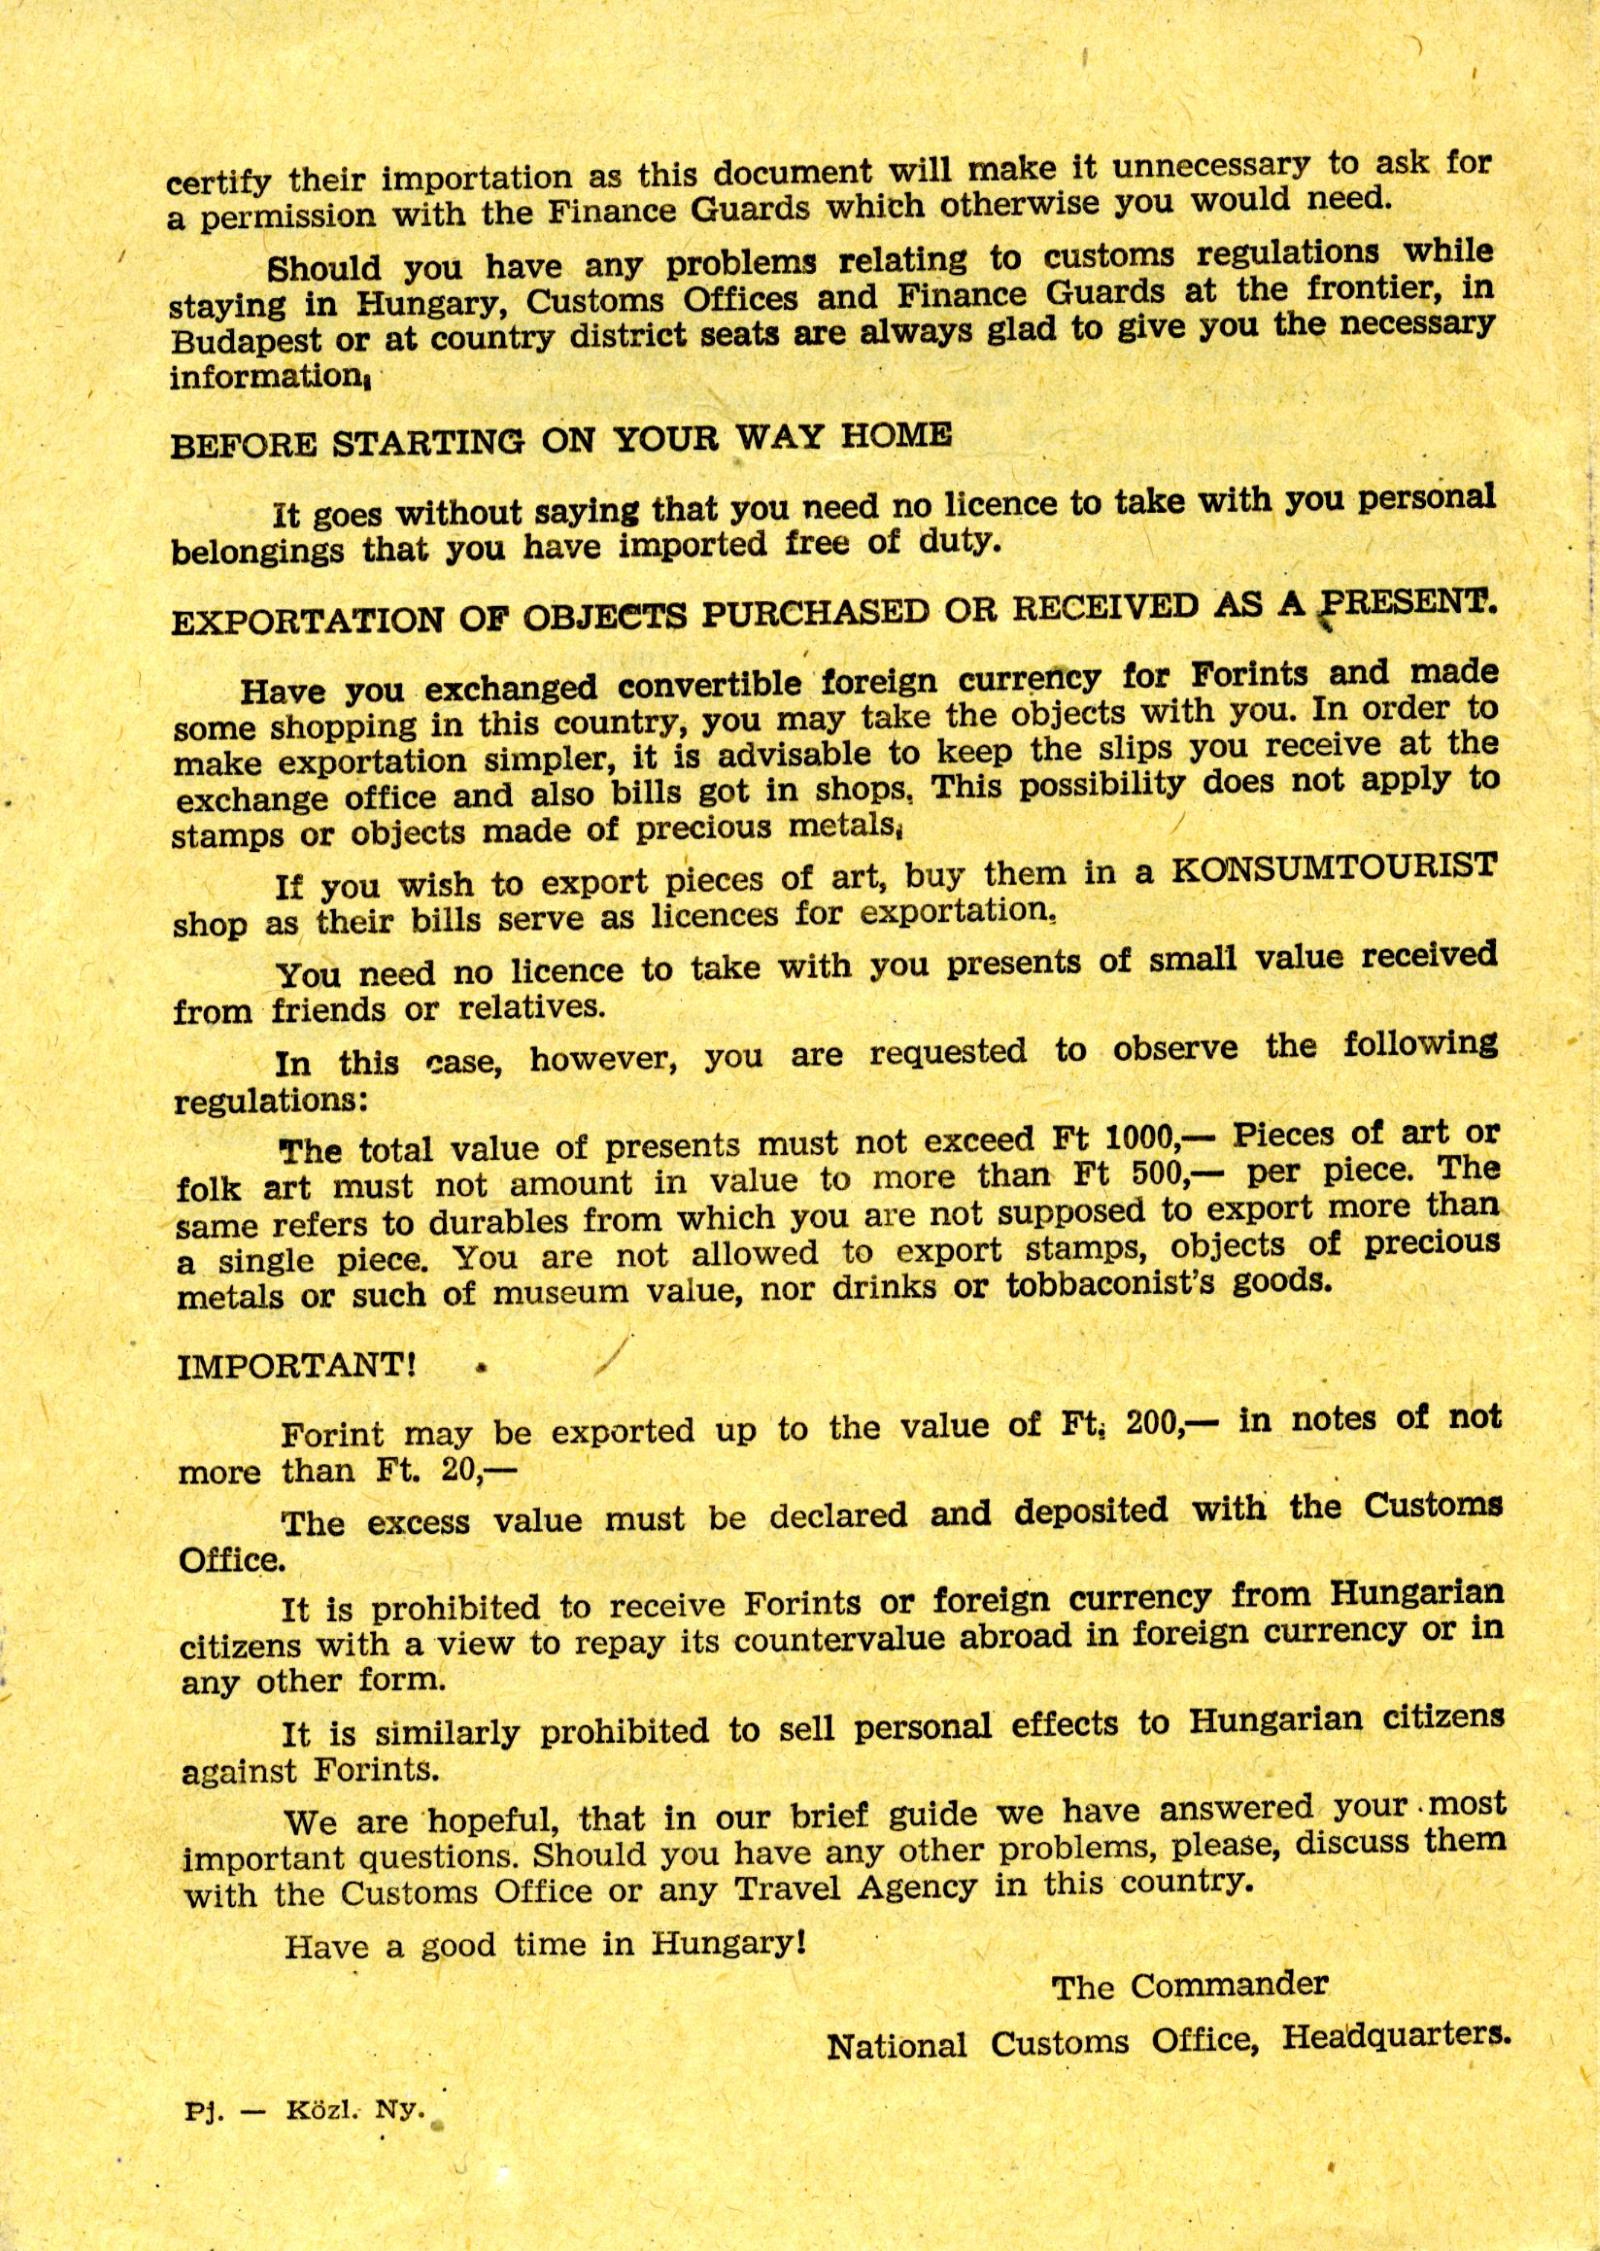 certify their importation as this document will make it unnecessary to ask for
a permission with the Finance Guards which otherwise you would need.
Should you have any problems relating to customs regulations while
staying in Hungary, Customs Offices and Finance Guards at the frontier, in
Budapest or at country district seats are always glad to give you the necessary
information.
BEFORE STARTING ON YOUR WAY HOME
It goes without saying that you need no licence to take with you personal
belongings that you have imported free of duty.
EXPORTATION OF OBJECTS PURCHASED OR RECEIVED AS A PRESENT.
Have you exchanged convertible foreign currency for Forints and made
some shopping in this country, you may take the objects with you. In order to
make exportation simpler, it is advisable to keep the slips you receive at the
exchange office and also bills got in shops. This possibility does not apply to
stamps or objects made of precious metals.
If you wish to export pieces of art, buy them in a KONSUMTOURIST
shop as their bills serve as licences for exportation.
You need no licence to take with you presents of small value received
from friends or relatives.
In this case, however, you are requested to observe the following
regulations:
The total value of presents must not exceed Ft 1000,— Pieces of art or
folk art must not amount in value to more than Ft 500,— per piece. The
same refers to durables from which you are not supposed to export more than
a single piece. You are not allowed to export stamps, objects of precious
metals or such of museum value, nor drinks or tobbaconist's goods.
IMPORTANT!
Forint may be exported up to the value of Ft. 200,— in notes of not
more than Ft. 20,—
The excess value must be declared and deposited with the Customs
Office.
It is prohibited to receive Forints or foreign currency from Hungarian
citizens with a view to repay its countervalue abroad in foreign currency or in
any other form.
It is similarly prohibited to sell personal effects to Hungarian citizens
against Forints.
We are hopeful, that in our brief guide we have answered your most
important questions. Should you have any other problems, please, discuss them
with the Customs Office or any Travel Agency in this country.
Have a good time in Hungary!
The Commander
National Customs Office, Headquarters.
Pj. — Közl. Ny.